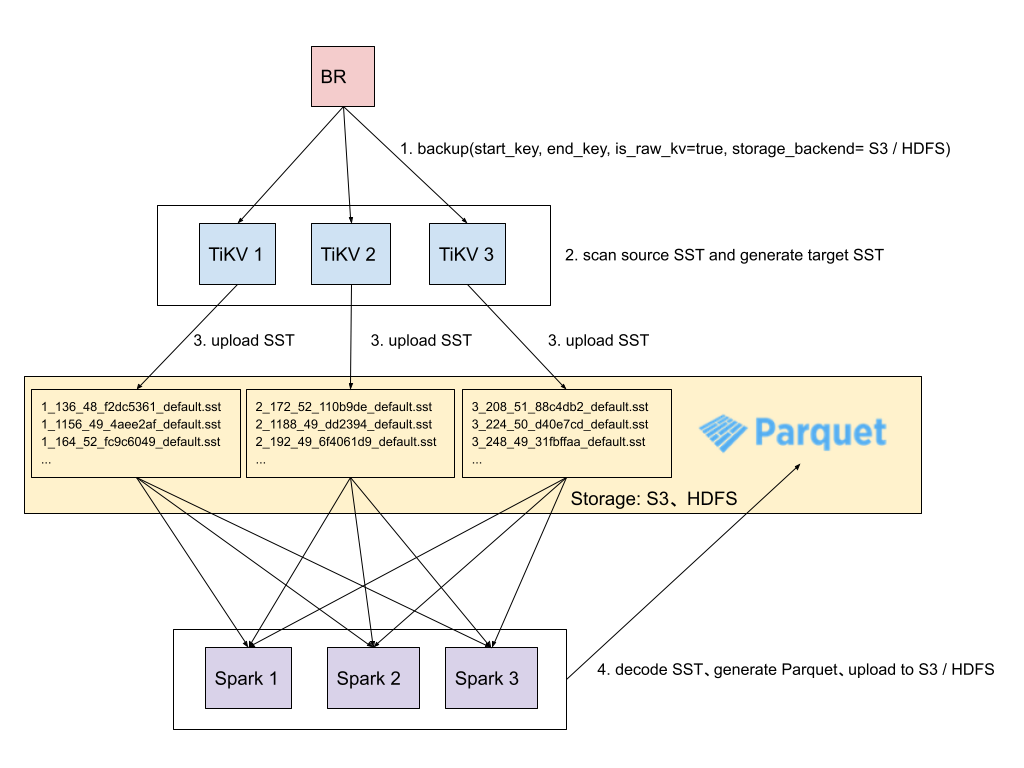 BR
1. backup(start_key, end_key, is_raw_kv=true, storage_backend= S3 / HDFS)
TiKV 1
TiKV 2
TiKV 3
2. scan source SST and generate target SST
3. upload SST
3. upload SST
3. upload SST
1_136_48_f2dc5361_default.sst
1_1156_49_4aee2af_default.sst
1_164_52_fc9c6049_default.sst
...
2_172_52_110b9de_default.sst
2_1188_49_dd2394_default.sst
2_192_49_6f4061d9_default.sst
...
3_208_51_88c4db2_default.sst
3_224_50_d40e7cd_default.sst
3_248_49_31fbffaa_default.sst
...
Parquet
Storage: S3、HDFS
Spark 1
Spark 2
Spark 3
4. decode SST、generate Parquet、upload to S3 / HDFS